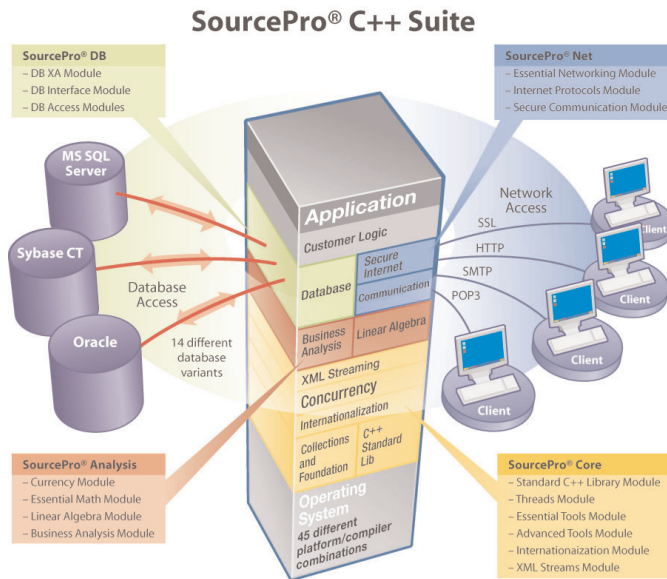 SourcePro® C++ Suite
SourcePro® DB
– DB XA Module
– DB Interface Module
– DB Access Modules
SourcePro® Net
– Essential Networking Module
– Internet Protocols Module
– Secure Communication Module
MS SQL
Server
Sybase CT
Oracle
Database
Access
14 different
database
variants
Application
Customer Logic
Database
Secure
Internet
Communication
Business
Analysis
Linear Algebra
XML Streaming
Concurrency
Internationalization
Collections
and
Foundation
C++
Standard
Lib
Operating
System
45 different
platform/compiler
combinations
Network
Access
SSL
HTTP
SMTP
POP3
Client
Client
Client
Client
SourcePro® Analysis
– Currency Module
– Essential Math Module
– Linear Algebra Module
– Business Analysis Module
SourcePro® Core
– Standard C++ Library Module
– Threads Module
– Essential Tools Module
– Advanced Tools Module
– Internationaization Module
– XML Streams Module